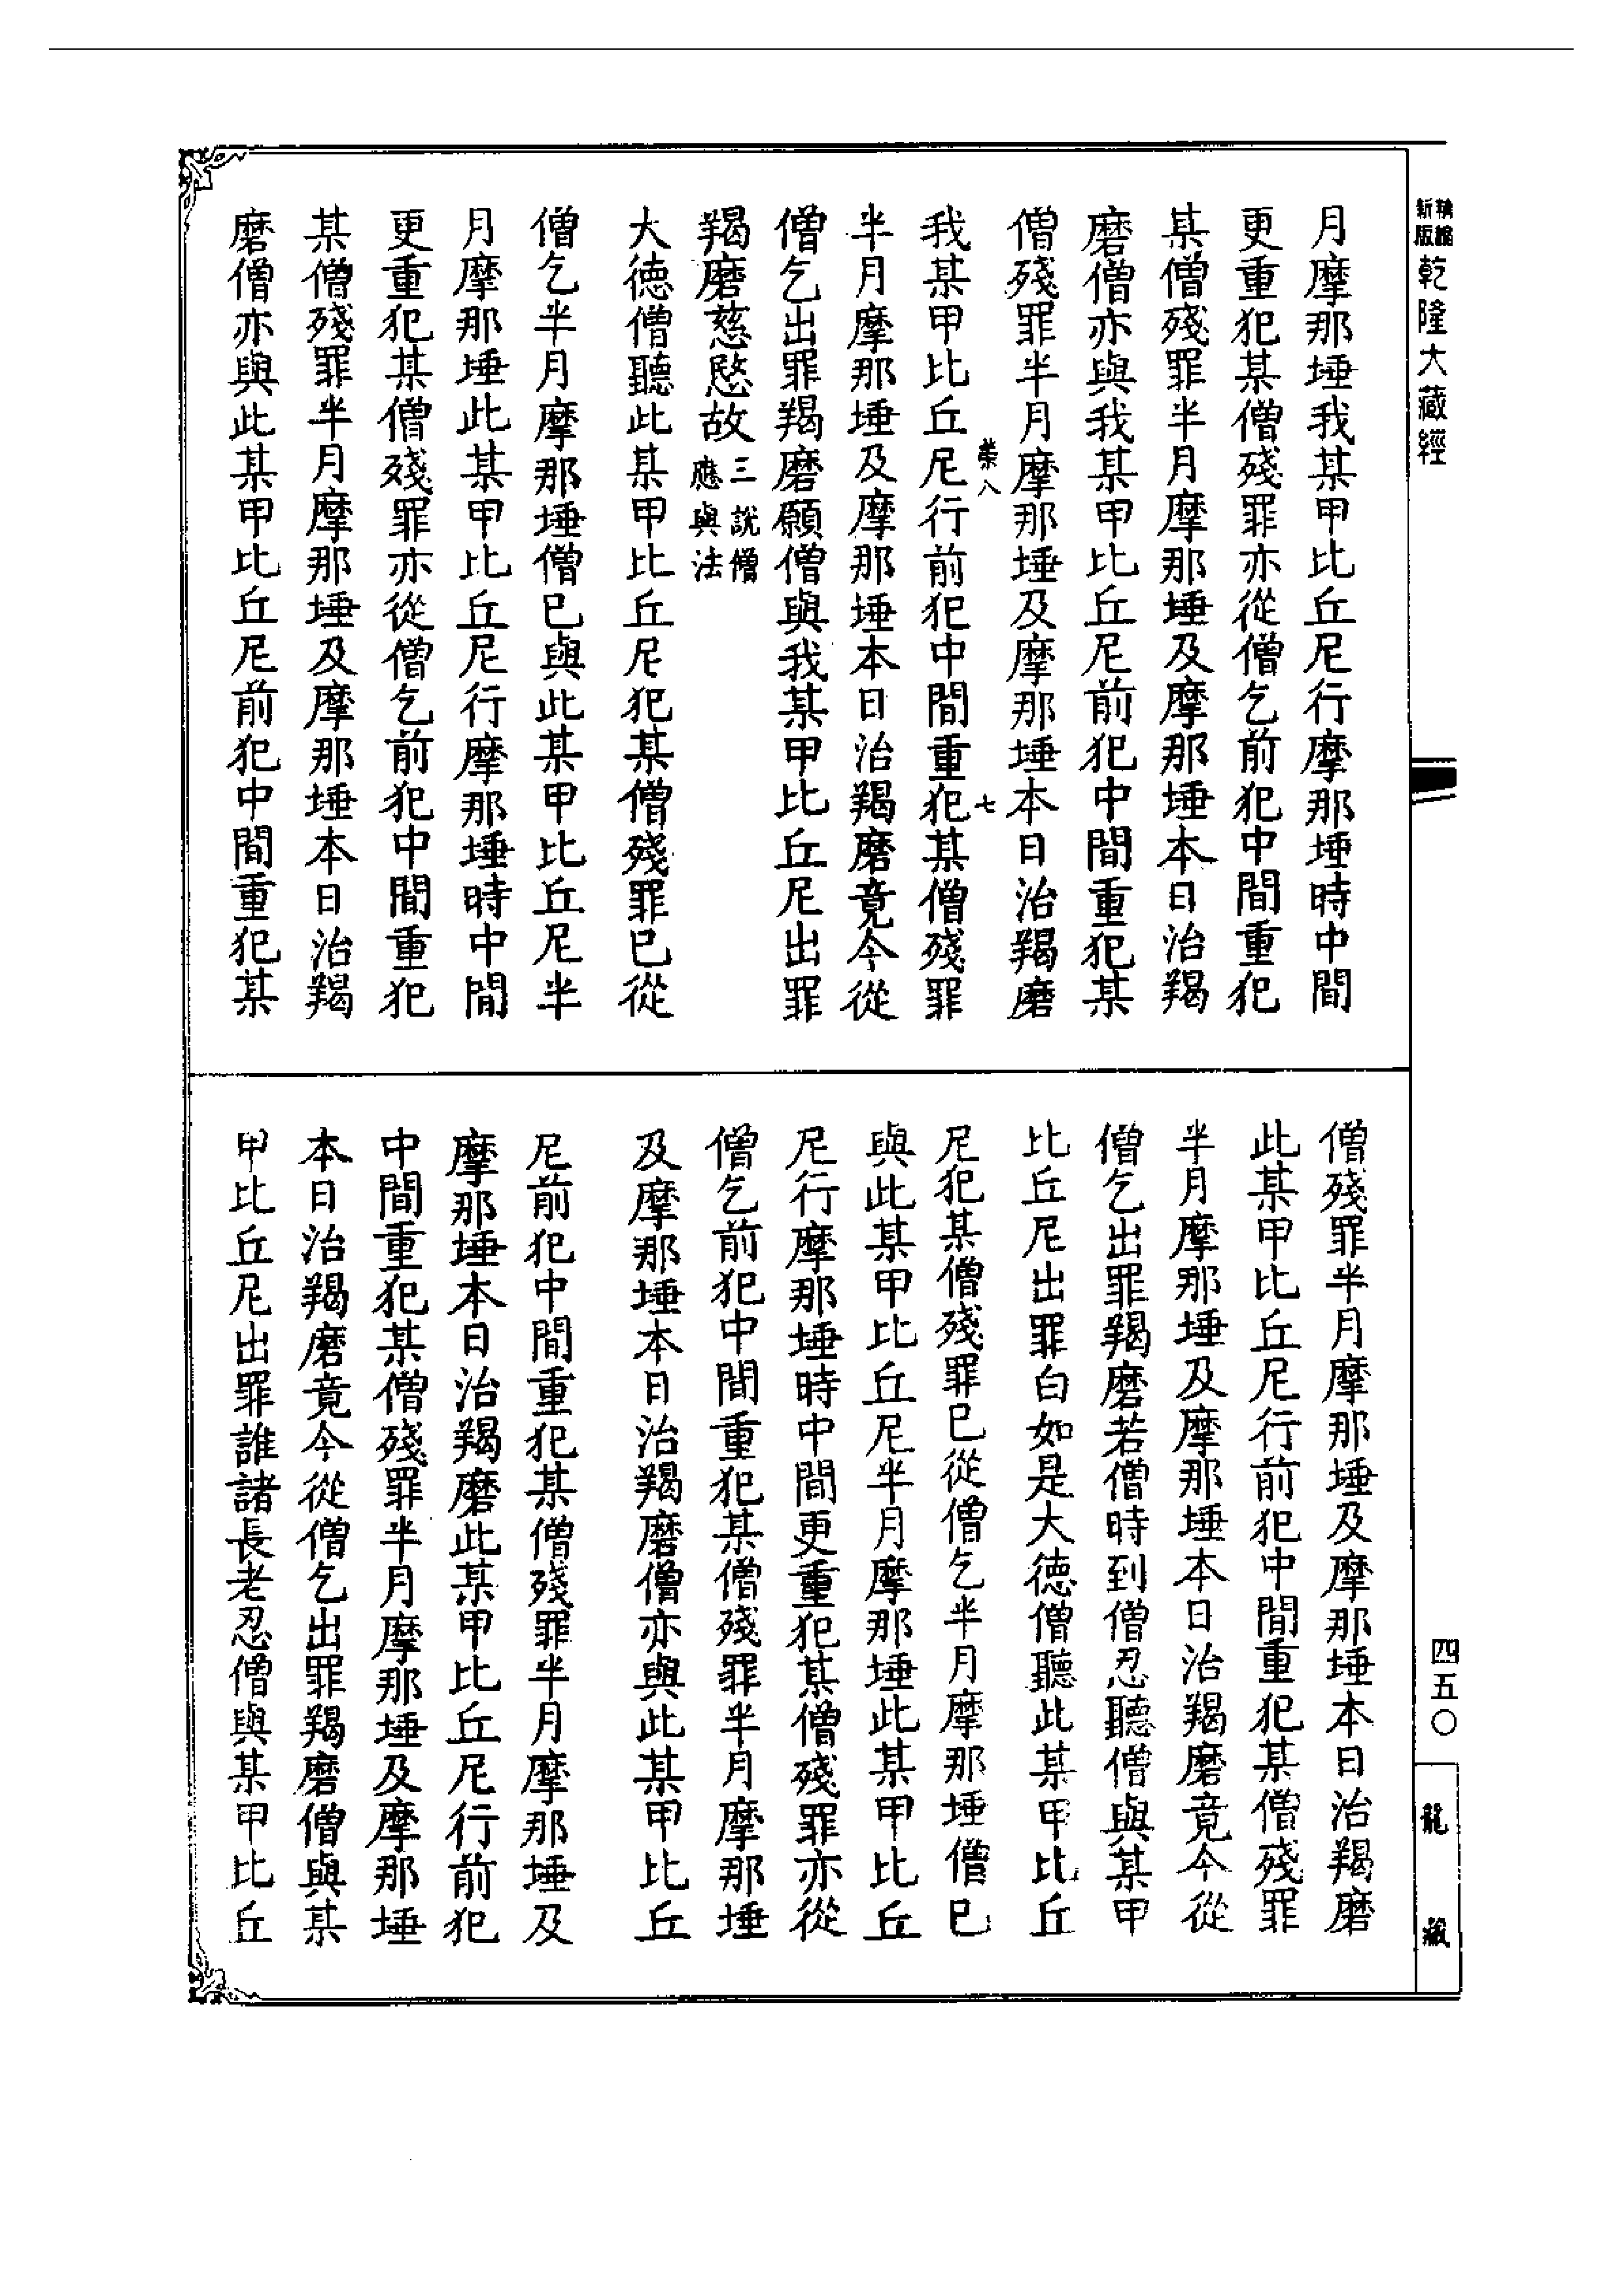 新版精縮乾隆大藏經
月摩那埵我某甲比丘尼行摩那埵時中間
更重犯某僧殘罪亦從僧乞前犯中間重犯
某僧殘罪半月摩那埵及摩那埵本日治羯
磨僧亦與我某甲比丘尼前犯中間重犯某
僧殘罪半月摩那埵及摩那埵本日治羯磨
我某甲比丘尼行前犯中間重犯某僧殘罪
半月摩那埵及摩那埵本日治羯磨竟今從
僧乞出罪羯磨願僧與我某甲比丘尼出罪
羯磨慈愍故三說僧應與法
大德僧聽此某甲比丘尼犯某僧殘罪已從
僧乞半月摩那埵僧已與此某甲比丘尼半
月摩那埵此某甲比丘尼行摩那埵時中間
更重犯某僧殘罪亦從僧乞前犯中間重犯
某僧殘罪半月摩那埵及摩那埵本日治羯
磨僧亦與此某甲比丘尼前犯中間重犯某
僧殘罪半月摩那埵及摩那埵本日治羯磨
此某甲比丘尼行前犯中間重犯某僧殘罪
半月摩那埵及摩那埵本日治羯磨竟今從
僧乞出罪羯磨若僧時到僧忍聽僧與某甲
比丘尼出罪白如是大德僧聽此某甲比丘
尼犯某僧殘罪已從僧乞半月摩那埵僧已
與此某甲比丘尼半月摩那埵此某甲比丘
尼行摩那埵時中間更重犯某僧殘罪亦從
僧乞前犯中間重犯某僧殘罪半月摩那埵
及摩那埵本日治羯磨僧亦與此某甲比丘
尼前犯中間重犯某僧殘罪半月摩那埵及
摩那埵本日治羯磨此某甲比丘尼行前犯
中間重犯某僧殘罪半月摩那埵及摩那埵
本日治羯磨竟今從僧乞出罪羯磨僧與某
甲比丘尼出罪誰諸長老忍僧與某甲比丘
四五〇
龍藏
七